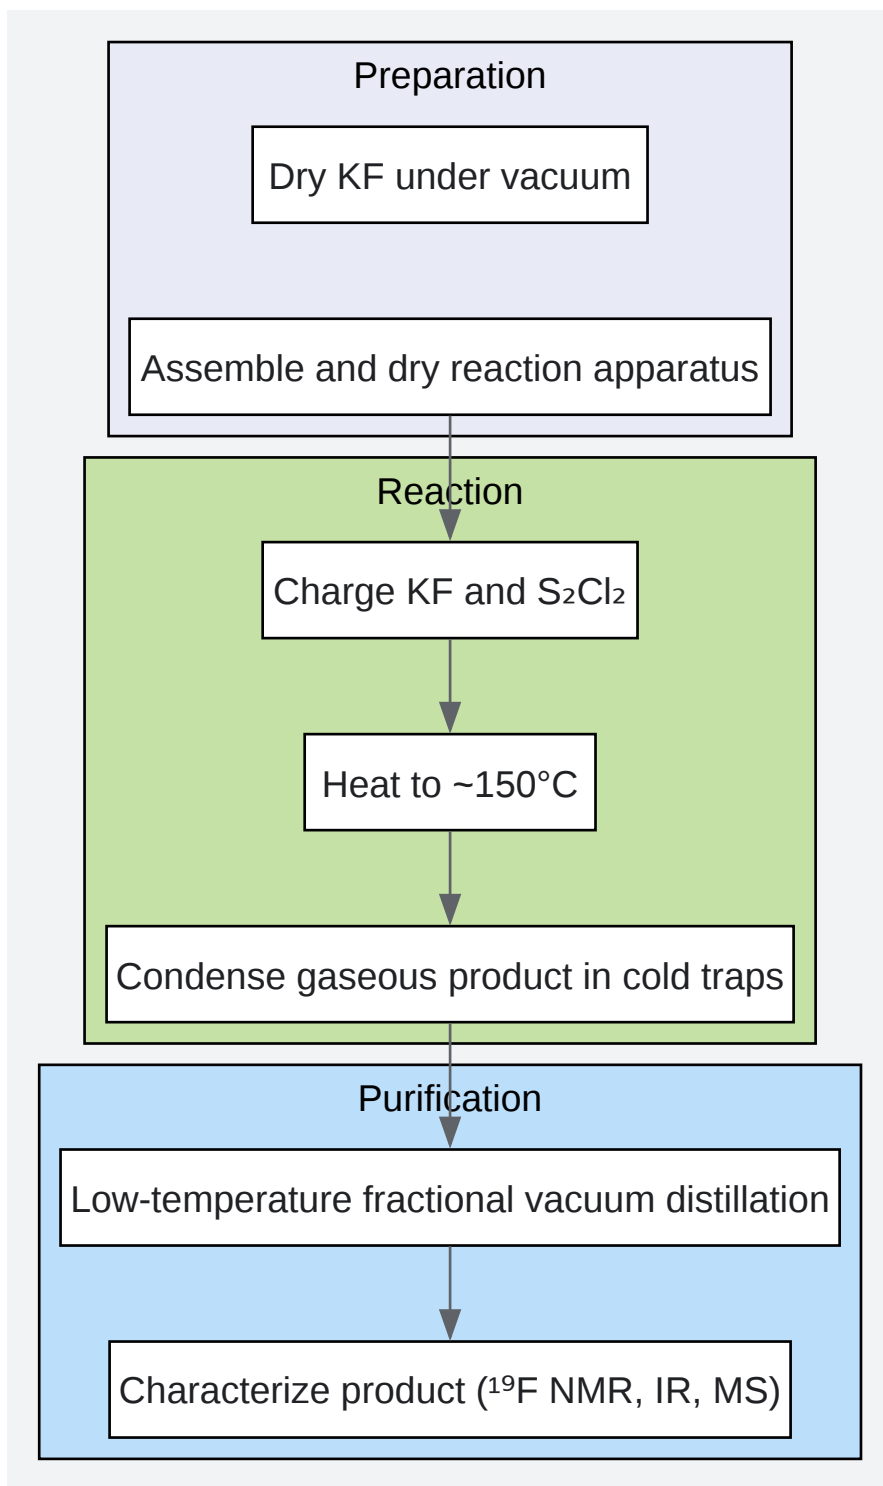 Preparation
Dry KF under vacuum
Assemble and dry reaction apparatus
Reaction
Charge KF and S₂Cl₂
Heat to ~150°C
Condense gaseous product in cold traps
Purification
Low-temperature fractional vacuum distillation
Characterize product (¹⁹F NMR, IR, MS)